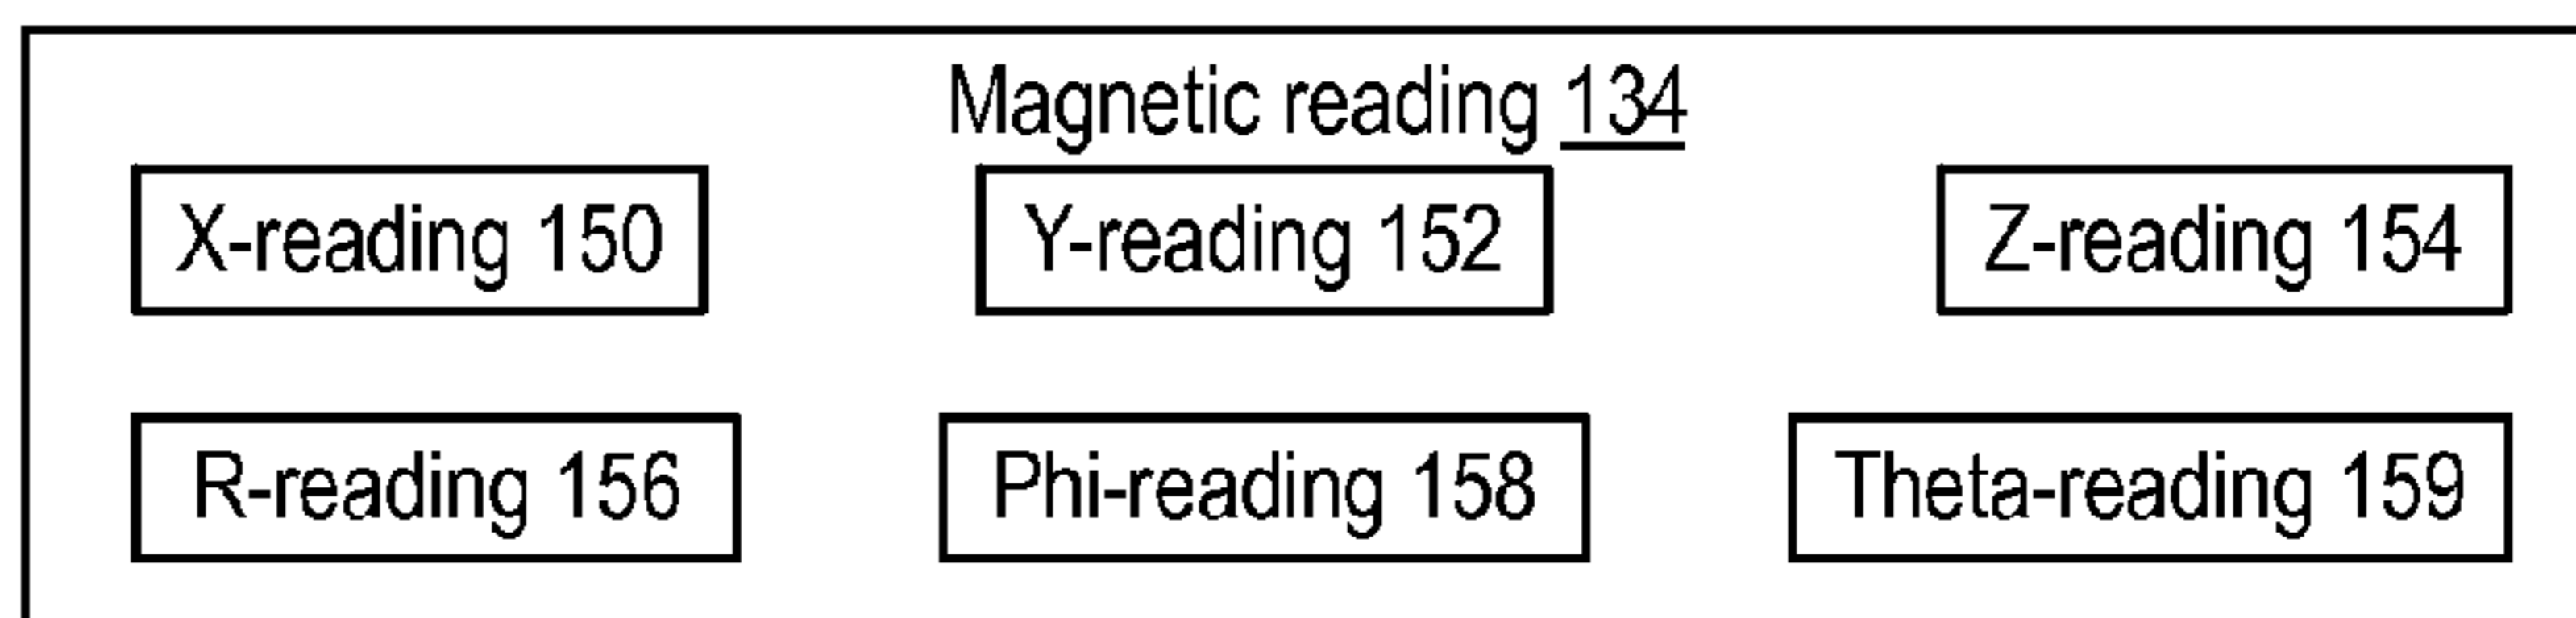 Magnetic reading 134
X-reading 150 Y-reading 152 Z-reading 154
R-reading 156 Phi-reading 158 Theta-reading 159